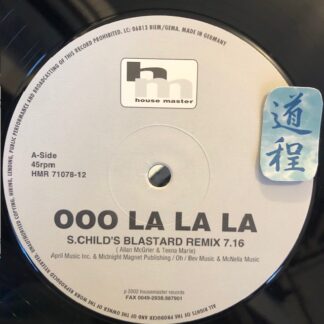 ALL RIGHTS OF THE PRODUCER AND OF THE OWNER OF THE WORK REPRODUCED RESERVED. UNAUTHORIZED COPYING, HIRING, LENDING, PUBLIC PERFORMANCE AND BROADCASTING OF THIS RECORD PROHIBITED. LC: 06813 BIEM/GEMA. MADE IN GERMANY
hm
house master
A-Side
45rpm
HMR 71078-12
道程
OOO LA LA LA
S.CHILD'S BLASTARD REMIX 7.16
( Allan McGrier & Teena Marie)
April Music Inc. & Midnight Magnet Publishing / Oh / Bev Music & McNella Music
p 2000 housemaster records
FAX 0049-2938.987901